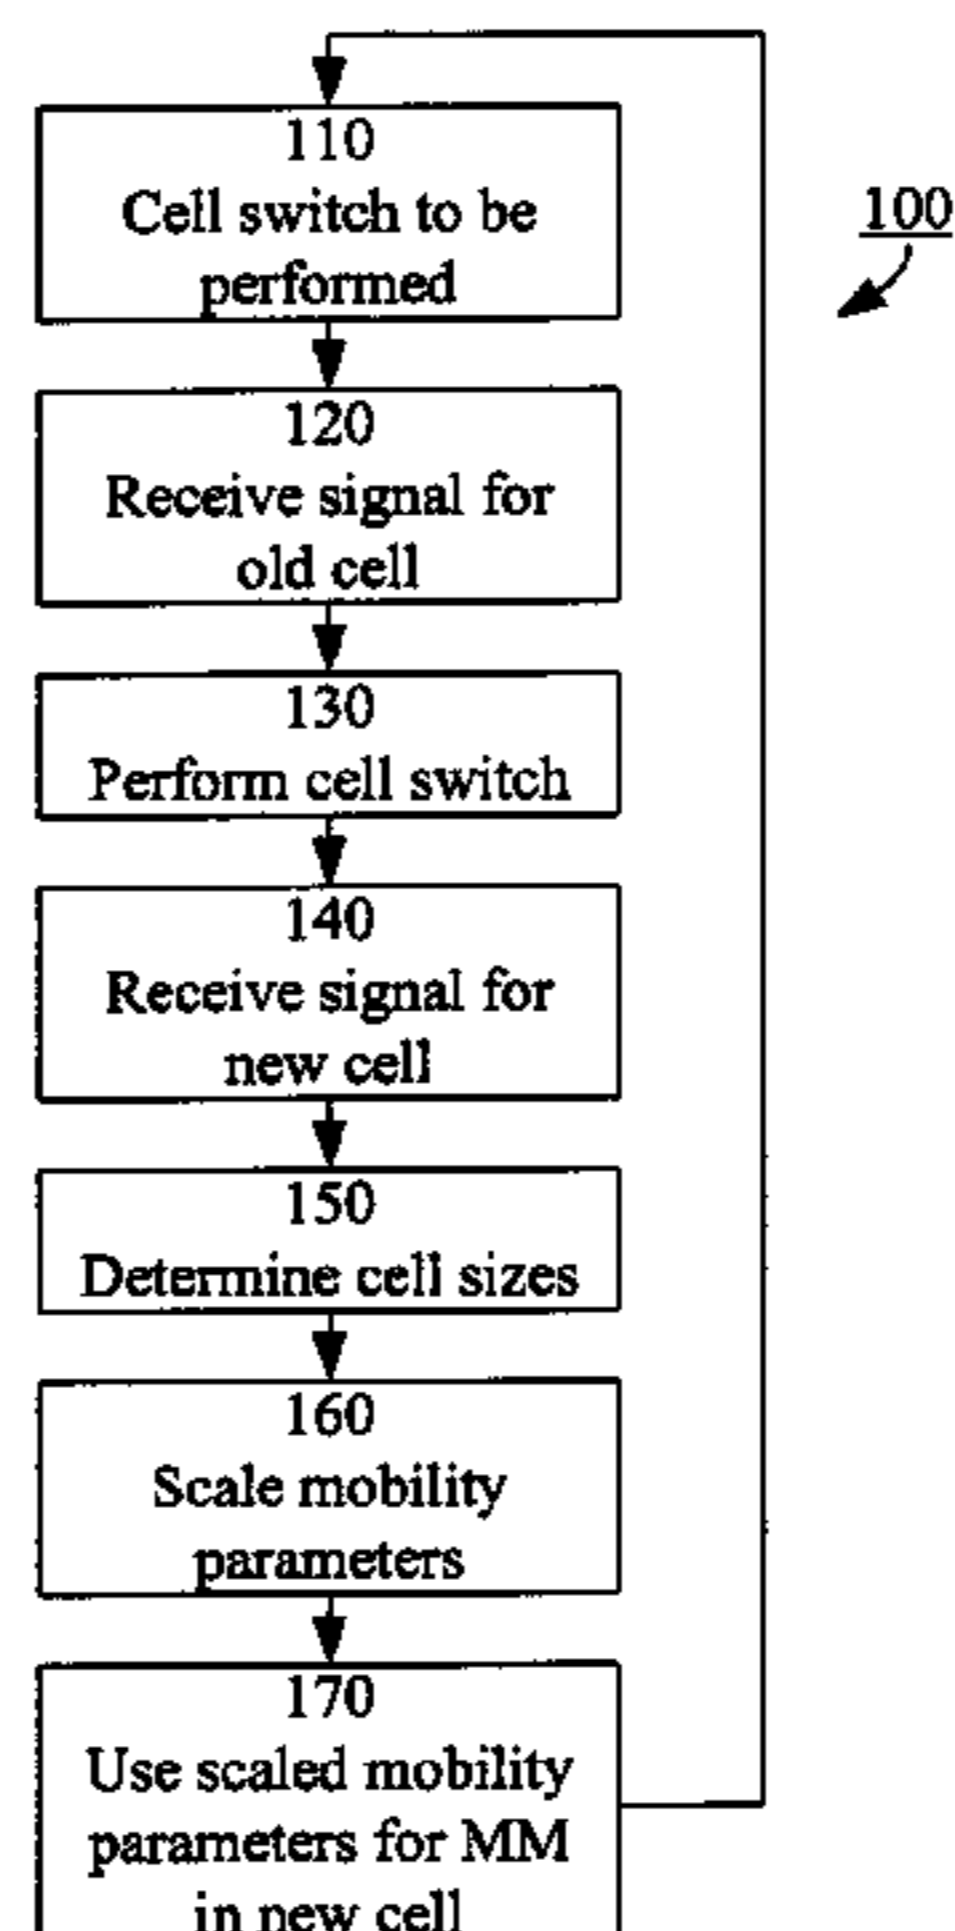 110
Cell switch to be
performed
100
120
Receive signal for
old cell
130
Perform cell switch
140
Receive signal for
new cell
150
Determine cell sizes
160
Scale mobility
parameters
170
Use scaled mobility
parameters for MM
in new cell